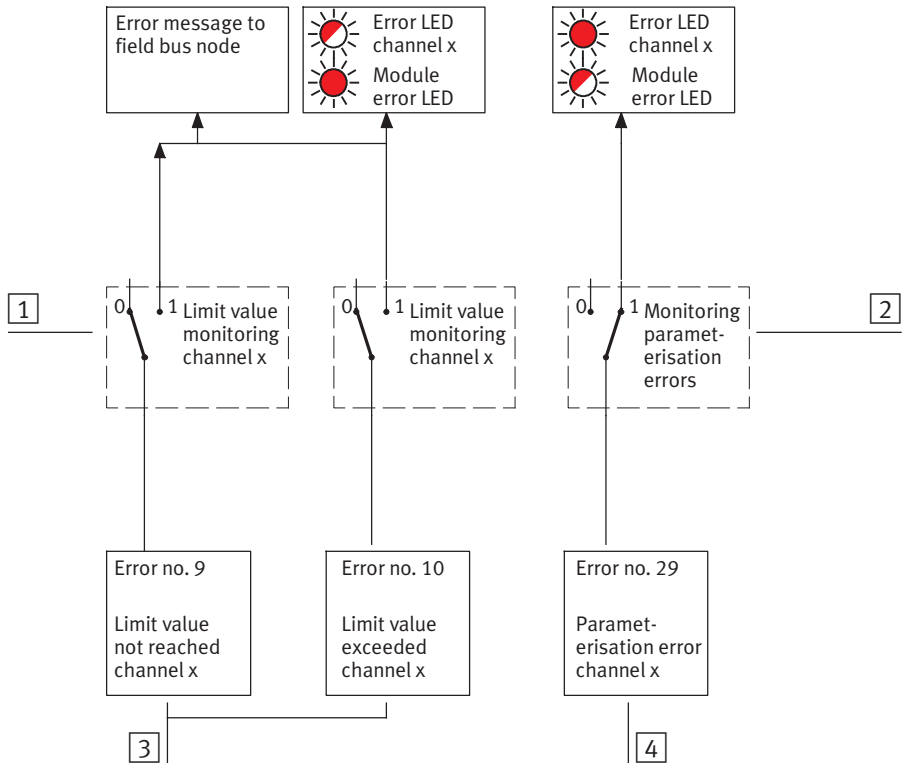 Error message to
field bus node
Error LED
channel x
Module
error LED
Error LED
channel x
Module
error LED
1
0 1 Limit value
monitoring
channel x
0 1 Limit value
monitoring
channel x
0 1 Monitoring
paramet-
erisation
errors
2
Error no. 9
Limit value
not reached
channel x
Error no. 10
Limit value
exceeded
channel x
Error no. 29
Paramet-
erisation error
channel x
3
4